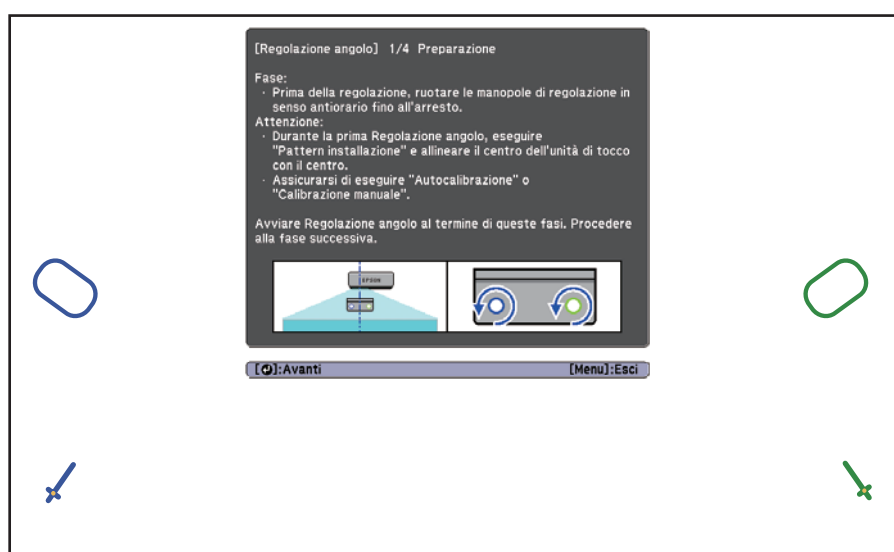 [Regolazione angolo] 1/4 Preparazione
Fase:
· Prima della regolazione, ruotare le manopole di regolazione in
senso antiorario fino all'arresto.
Attenzione:
· Durante la prima Regolazione angolo, eseguire
"Pattern installazione" e allineare il centro dell'unità di tocco
con il centro.
· Assicurarsi di eseguire "Autocalibrazione" o
"Calibrazione manuale".
Avviare Regolazione angolo al termine di queste fasi. Procedere
alla fase successiva.
EPSON
[⏎]:Avanti [Menu]:Esci